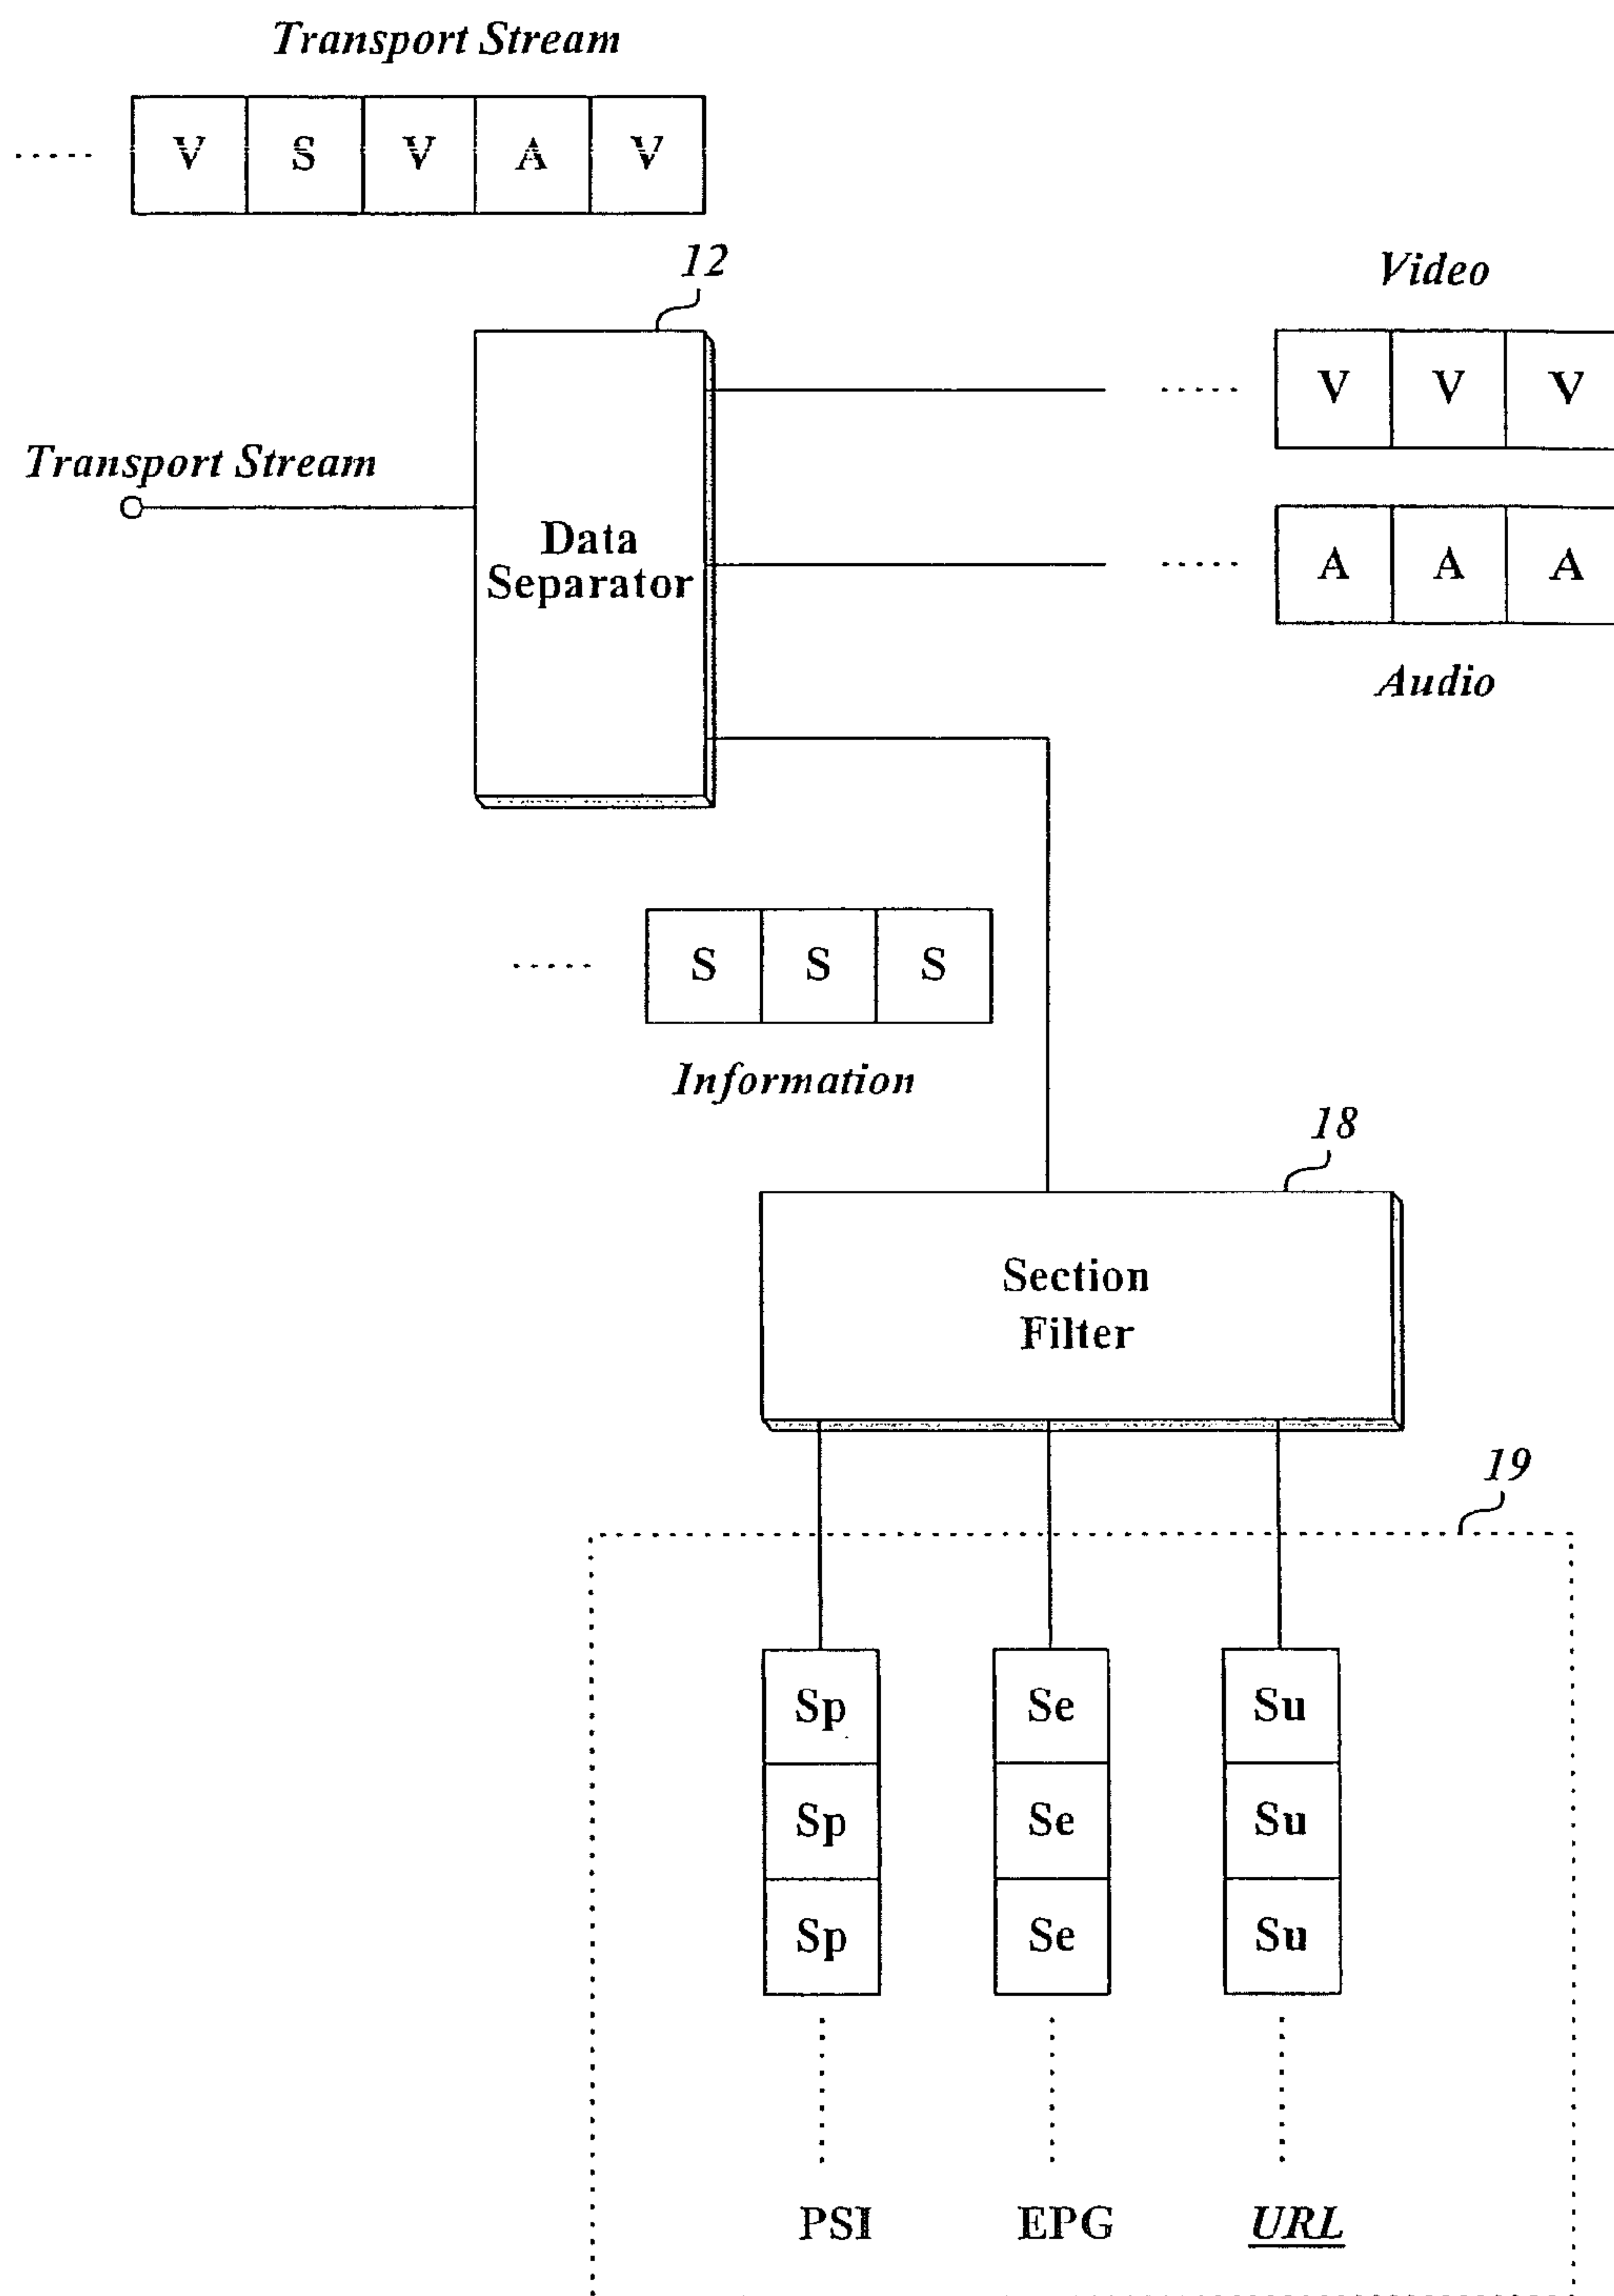 Transport Stream
V S V A V
12
Video
V V V
Transport Stream
Data
Separator
A A A
Audio
S S S
Information
18
Section
Filter
19
Sp Se Su
Sp Se Su
Sp Se Su
PSI EPG URL